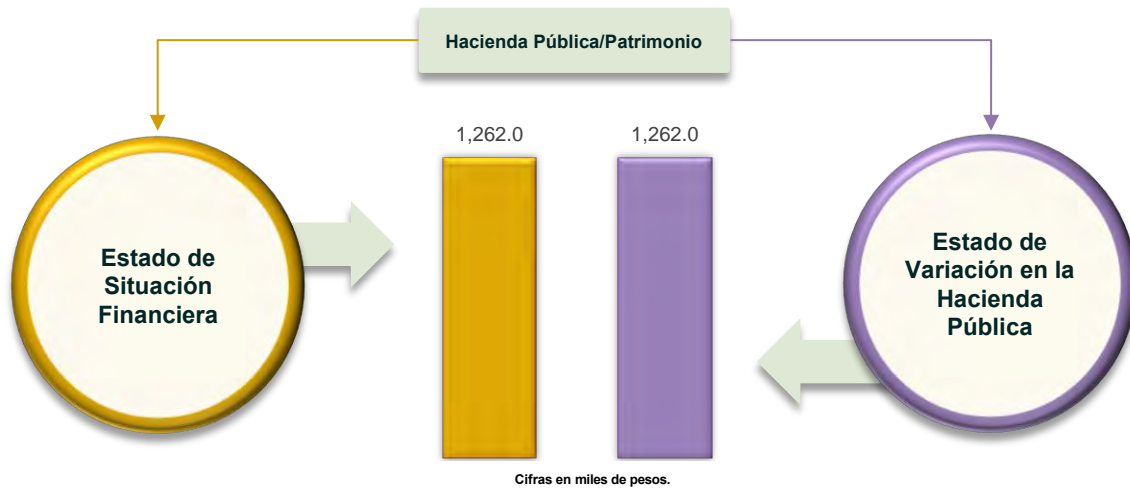 Hacienda Pública/Patrimonio
1,262.0
1,262.0
Estado de
Situación
Financiera
Estado de
Variación en la
Hacienda
Pública
Cifras en miles de pesos.